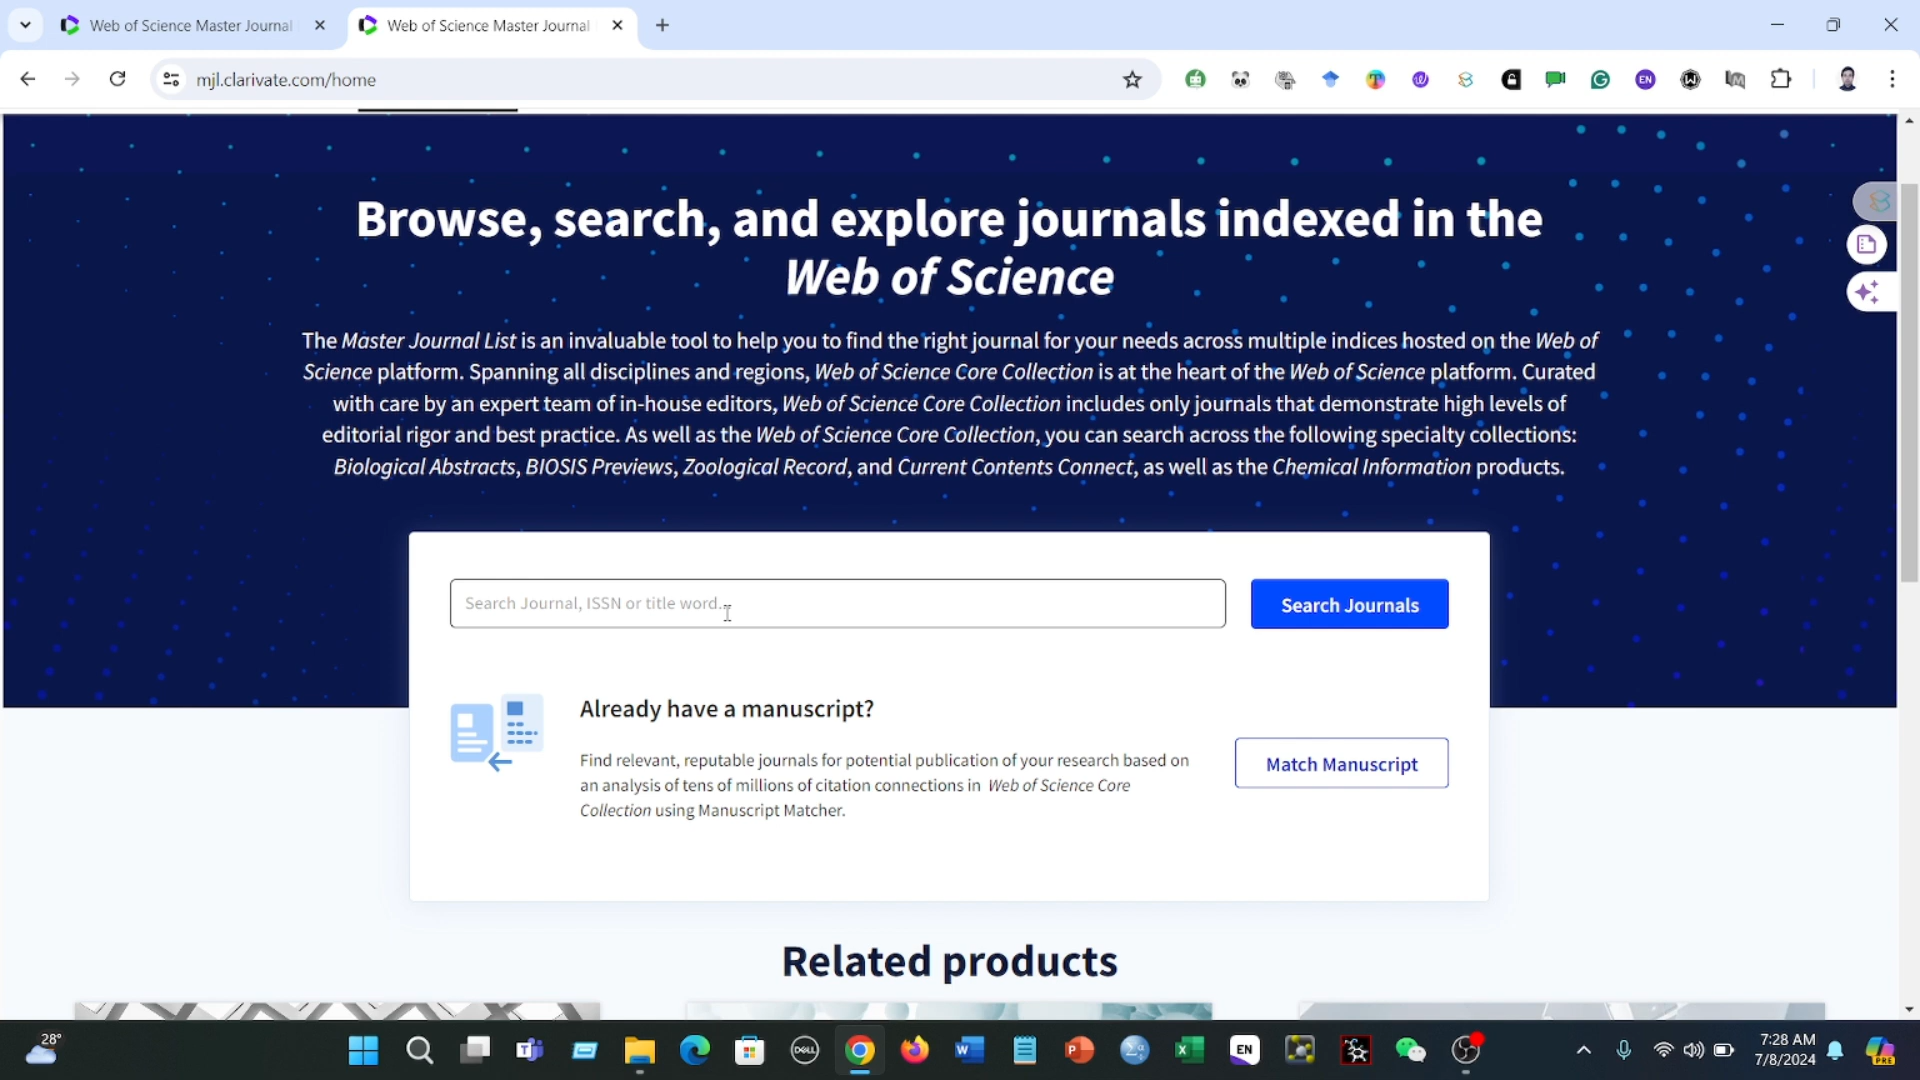 Web of Science Master Journal
Web of Science Master Journal
mjl.clarivate.com/home
EN
Browse, search, and explore journals indexed in the
Web of Science
The Master Journal List is an invaluable tool to help you to find the right journal for your needs across multiple indices hosted on the Web of
Science platform. Spanning all disciplines and regions, Web of Science Core Collection is at the heart of the Web of Science platform. Curated
with care by an expert team of in-house editors, Web of Science Core Collection includes only journals that demonstrate high levels of
editorial rigor and best practice. As well as the Web of Science Core Collection, you can search across the following specialty collections:
Biological Abstracts, BIOSIS Previews, Zoological Record, and Current Contents Connect, as well as the Chemical Information products.
Search Journal, ISSN or title word...
Search Journals
Already have a manuscript?
Find relevant, reputable journals for potential publication of your research based on
an analysis of tens of millions of citation connections in Web of Science Core
Collection using Manuscript Matcher.
Match Manuscript
Related products
28°
DELL
EN
7:28 AM
7/8/2024
PRE